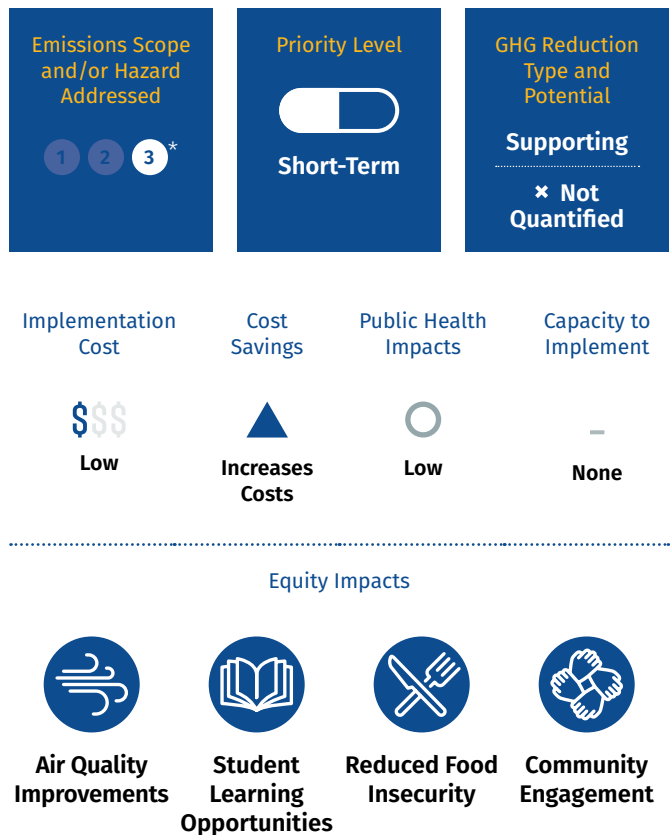 Emissions Scope
and/or Hazard
Addressed
1 2 3*
Priority Level
Short-Term
GHG Reduction
Type and
Potential
Supporting
× Not
Quantified
Implementation
Cost
$$$
Low
Cost
Savings
Increases
Costs
Public Health
Impacts
Low
Capacity to
Implement
–
None
Equity Impacts
Air Quality
Improvements
Student
Learning
Opportunities
Reduced Food
Insecurity
Community
Engagement